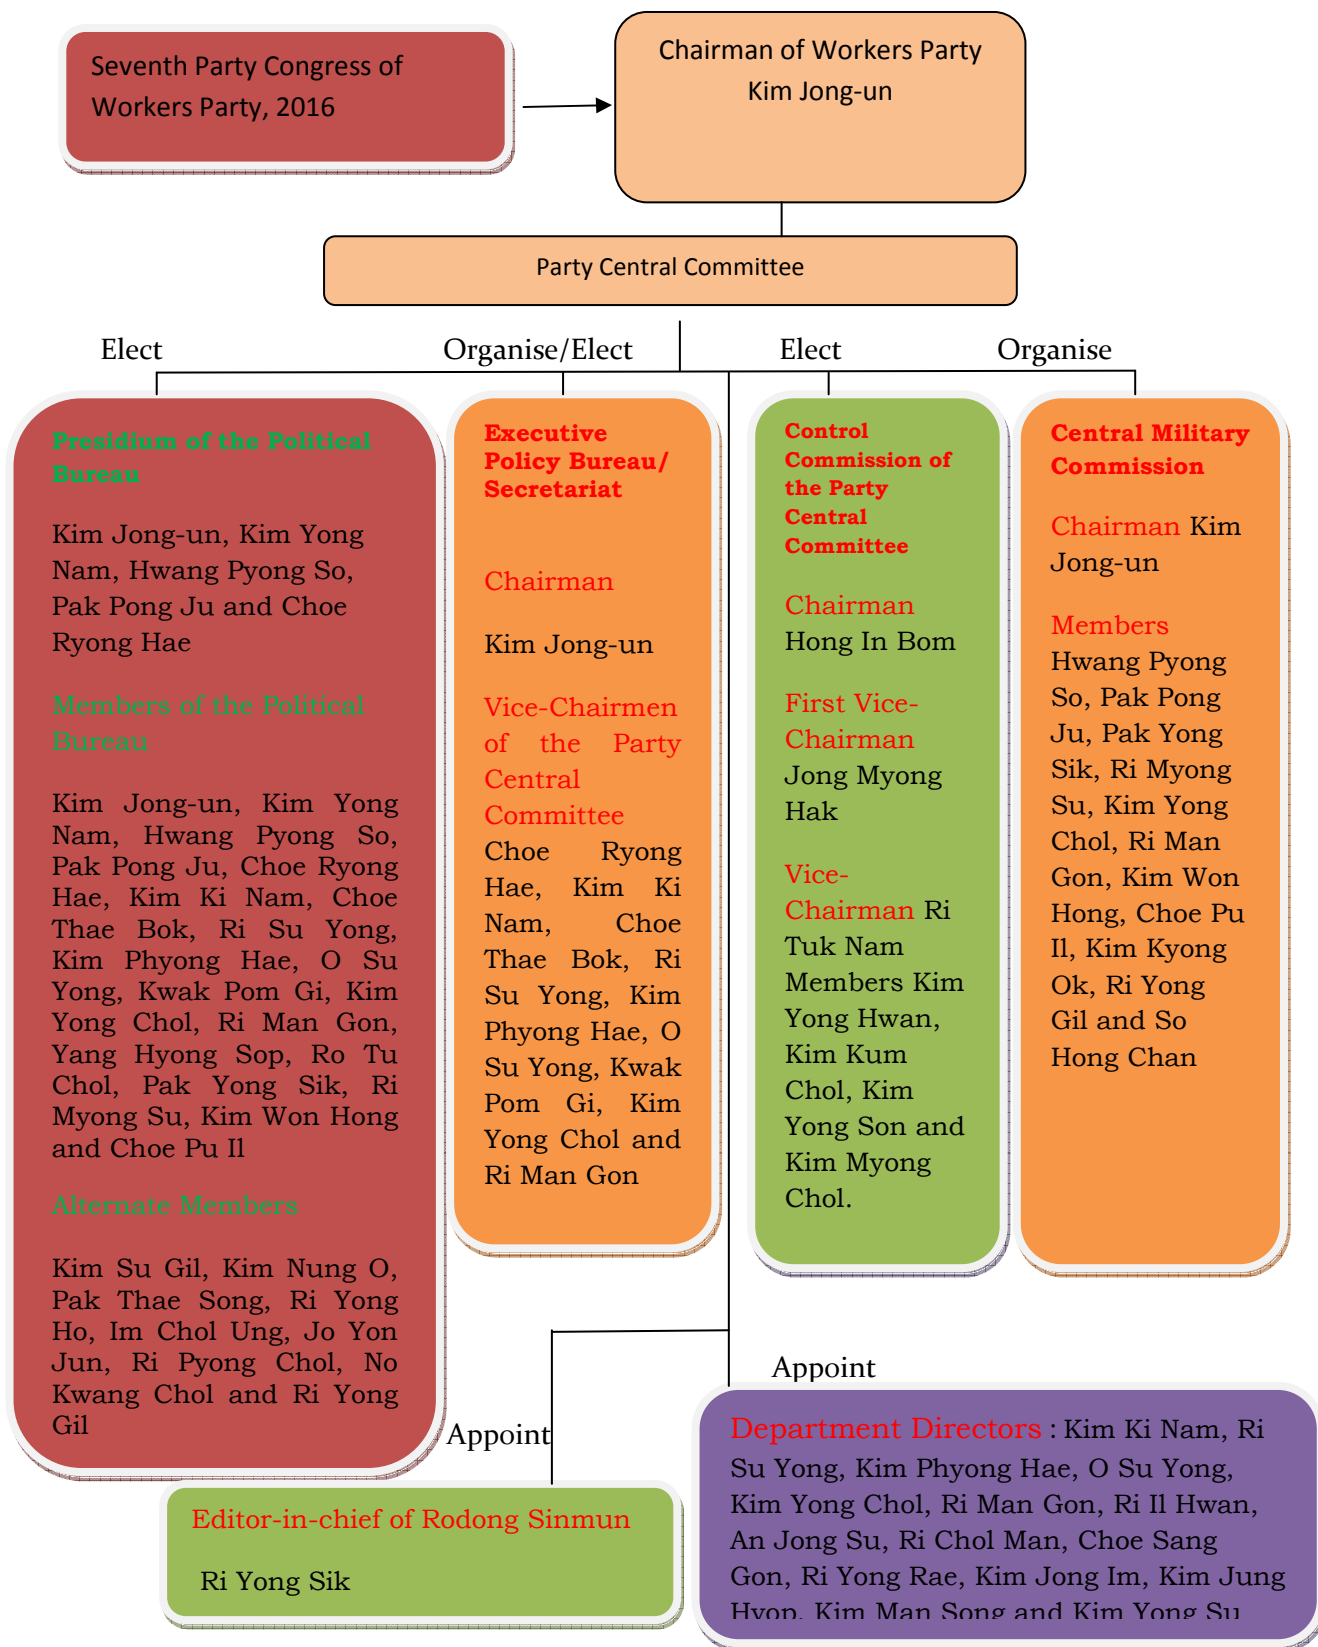 Seventh Party Congress of
Workers Party, 2016
Chairman of Workers Party
Kim Jong-un
Party Central Committee
Elect
Organise/Elect
Elect
Organise
Presidium of the Political
Bureau
Kim Jong-un, Kim Yong
Nam, Hwang Pyong So,
Pak Pong Ju and Choe
Ryong Hae
Members of the Political
Bureau
Kim Jong-un, Kim Yong
Nam, Hwang Pyong So,
Pak Pong Ju, Choe Ryong
Hae, Kim Ki Nam, Choe
Thae Bok, Ri Su Yong,
Kim Phyong Hae, O Su
Yong, Kwak Pom Gi, Kim
Yong Chol, Ri Man Gon,
Yang Hyong Sop, Ro Tu
Chol, Pak Yong Sik, Ri
Myong Su, Kim Won Hong
and Choe Pu Il
Alternate Members
Kim Su Gil, Kim Nung O,
Pak Thae Song, Ri Yong
Ho, Im Chol Ung, Jo Yon
Jun, Ri Pyong Chol, No
Kwang Chol and Ri Yong
Gil
Executive
Policy Bureau/
Secretariat
Chairman
Kim Jong-un
Vice-Chairmen
of the Party
Central
Committee
Choe Ryong
Hae, Kim Ki
Nam, Choe
Thae Bok, Ri
Su Yong, Kim
Phyong Hae, O
Su Yong, Kwak
Pom Gi, Kim
Yong Chol and
Ri Man Gon
Control
Commission of
the Party
Central
Committee
Chairman
Hong In Bom
First Vice-
Chairman
Jong Myong
Hak
Vice-
Chairman Ri
Tuk Nam
Members Kim
Yong Hwan,
Kim Kum
Chol, Kim
Yong Son and
Kim Myong
Chol.
Central Military
Commission
Chairman Kim
Jong-un
Members
Hwang Pyong
So, Pak Pong
Ju, Pak Yong
Sik, Ri Myong
Su, Kim Yong
Chol, Ri Man
Gon, Kim Won
Hong, Choe Pu
Il, Kim Kyong
Ok, Ri Yong
Gil and So
Hong Chan
Appoint
Appoint
Editor-in-chief of Rodong Sinmun
Ri Yong Sik
Department Directors : Kim Ki Nam, Ri
Su Yong, Kim Phyong Hae, O Su Yong,
Kim Yong Chol, Ri Man Gon, Ri Il Hwan,
An Jong Su, Ri Chol Man, Choe Sang
Gon, Ri Yong Rae, Kim Jong Im, Kim Jung
Hyop, Kim Man Song and Kim Yong Su